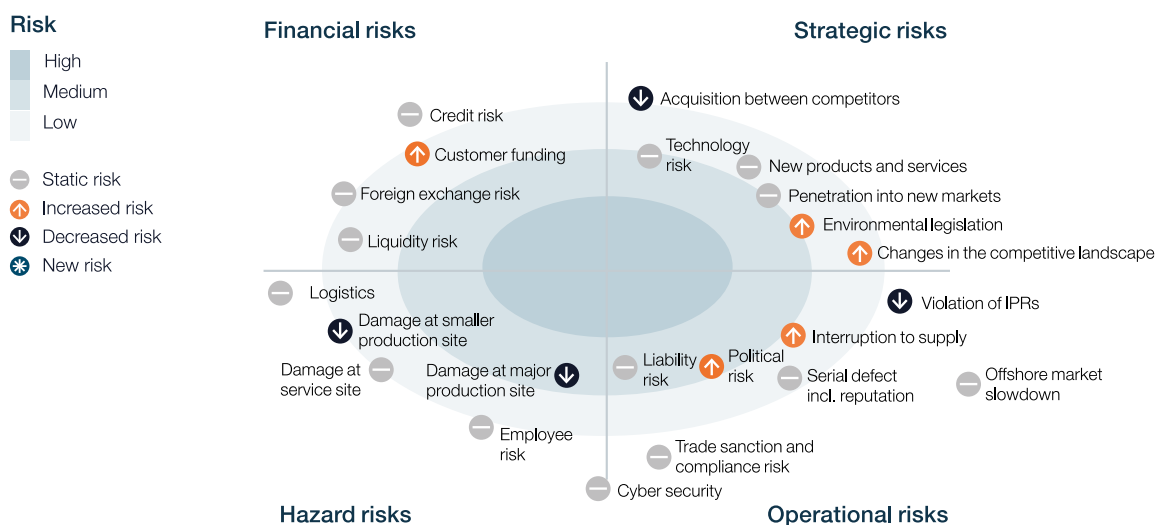 Risk
High
Medium
Low
Static risk
Increased risk
Decreased risk
New risk
Financial risks
Strategic risks
Credit risk
Customer funding
Foreign exchange risk
Liquidity risk
Acquisition between competitors
Technology
risk
New products and services
Penetration into new markets
Environmental legislation
Changes in the competitive landscape
Logistics
Damage at smaller
production site
Damage at
service site
Damage at major
production site
Employee
risk
Violation of IPRs
Interruption to supply
Liability
risk
Political
risk
Serial defect
incl. reputation
Offshore market
slowdown
Trade sanction and
compliance risk
Cyber security
Hazard risks
Operational risks